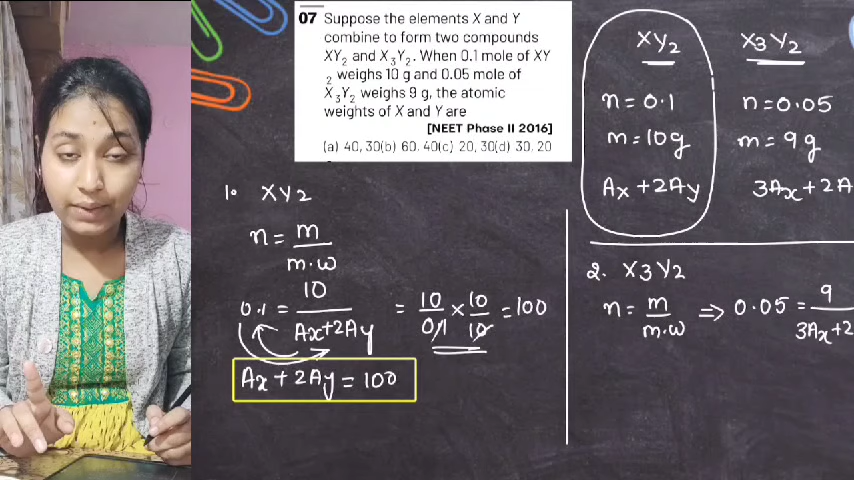 07 Suppose the elements X and Y
combine to form two compounds
XY2 and X3Y2. When 0.1 mole of XY
2 weighs 10 g and 0.05 mole of
X3Y2 weighs 9 g, the atomic
weights of X and Y are
[NEET Phase II 2016]
(a) 40, 30(b) 60, 40(c) 20, 30(d) 30, 20
XY2 X3Y2
n=0.1 n=0.05
m=10g m=9g
Ax+2Ay 3Ax+2A
1. XY2
n = m/m.w
0.1 = 10/Ax+2Ay = 10/0.1 × 10/10 = 100
Ax + 2Ay = 100
2. X3Y2
n = m/m.w ⇒ 0.05 = 9/3Ax+2